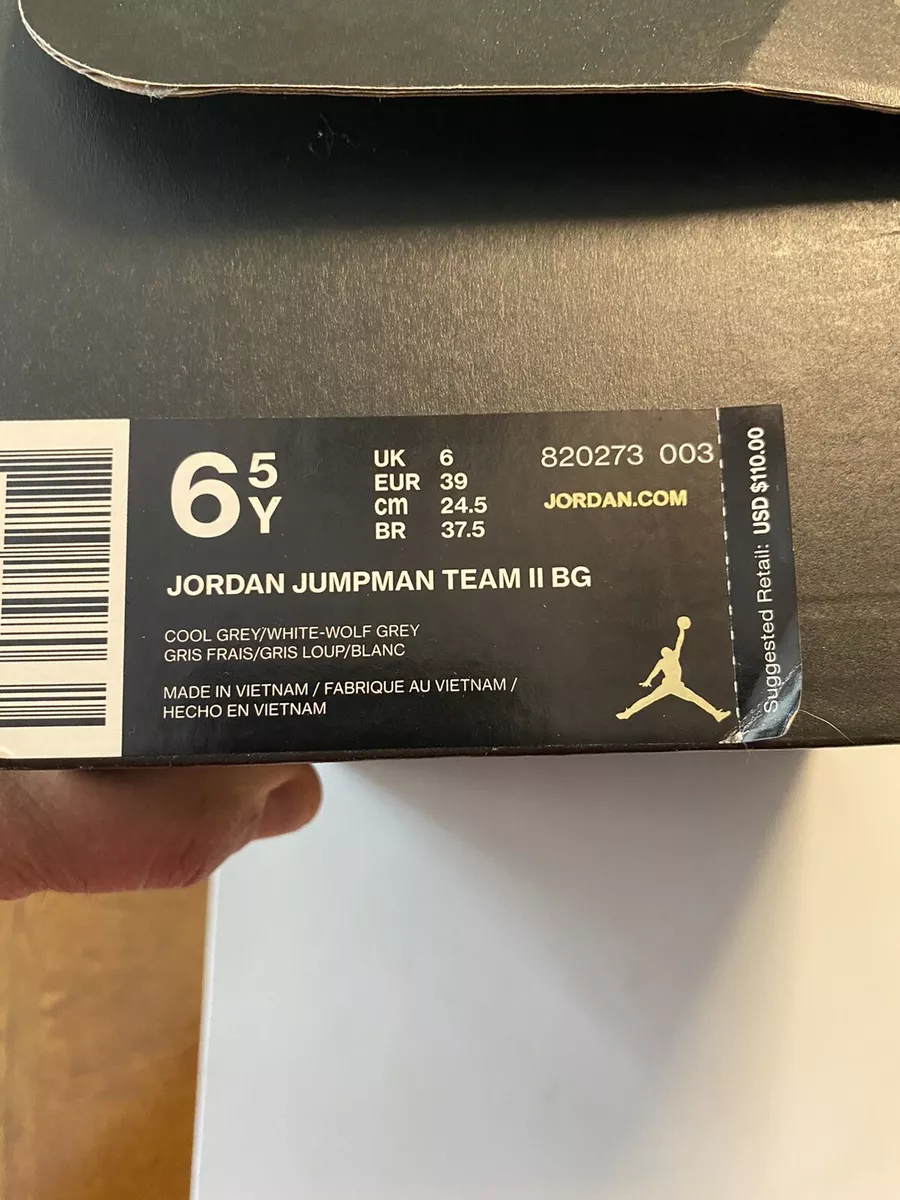 6 5 Y
UK 6
EUR 39
cm 24.5
BR 37.5
820273 003
JORDAN.COM
JORDAN JUMPMAN TEAM II BG
COOL GREY/WHITE-WOLF GREY
GRIS FRAIS/GRIS LOUP/BLANC
MADE IN VIETNAM / FABRIQUE AU VIETNAM /
HECHO EN VIETNAM
Suggested Retail: USD $110.00